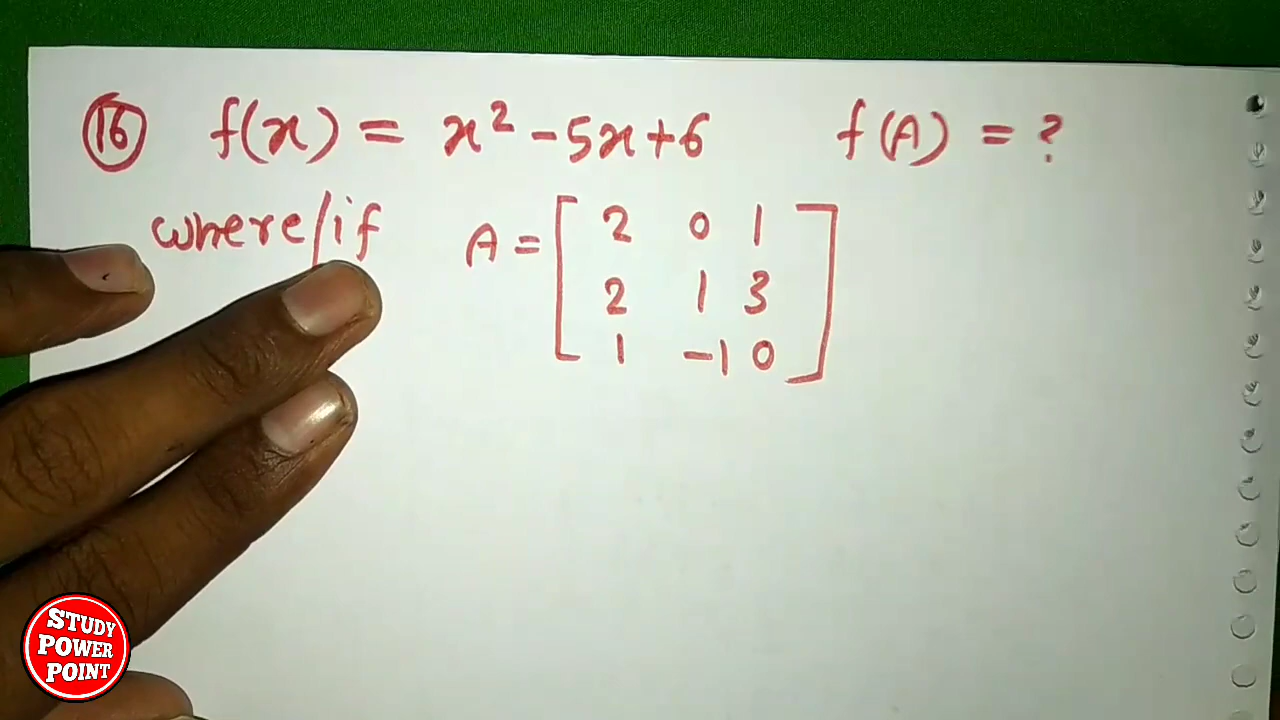 16 f(x) = x² - 5x + 6 f(A) = ?
where/if A = [ 2 0 1
2 1 3
1 -1 0 ]
STUDY
POWER
POINT